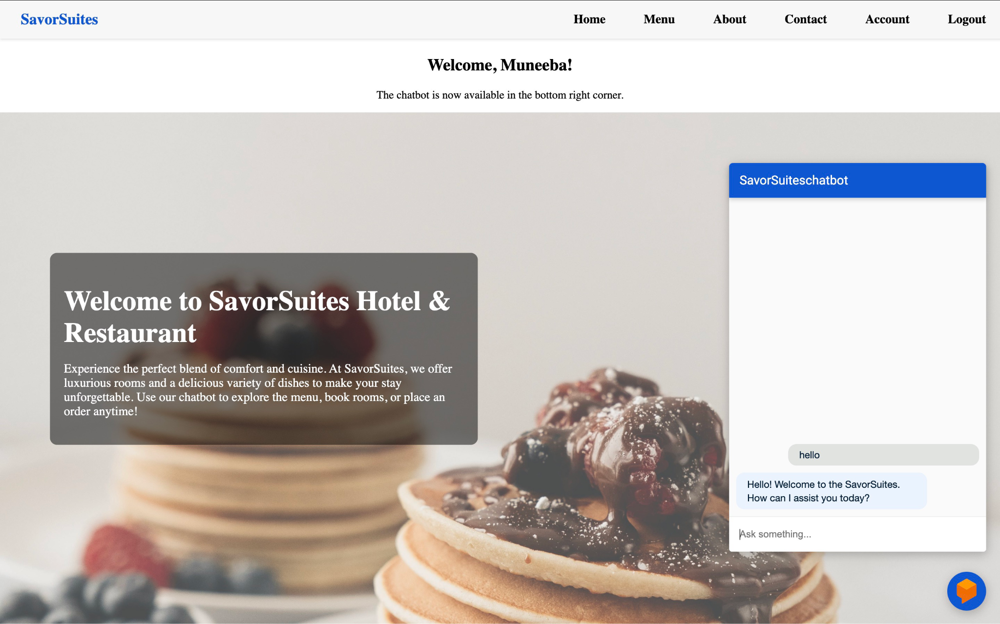 SavorSuites
Home
Menu
About
Contact
Account
Logout
Welcome, Muneeba!
The chatbot is now available in the bottom right corner.
Welcome to SavorSuites Hotel &
Restaurant
Experience the perfect blend of comfort and cuisine. At SavorSuites, we offer
luxurious rooms and a delicious variety of dishes to make your stay
unforgettable. Use our chatbot to explore the menu, book rooms, or place an
order anytime!
SavorSuiteschatbot
hello
Hello! Welcome to the SavorSuites.
How can I assist you today?
Ask something...